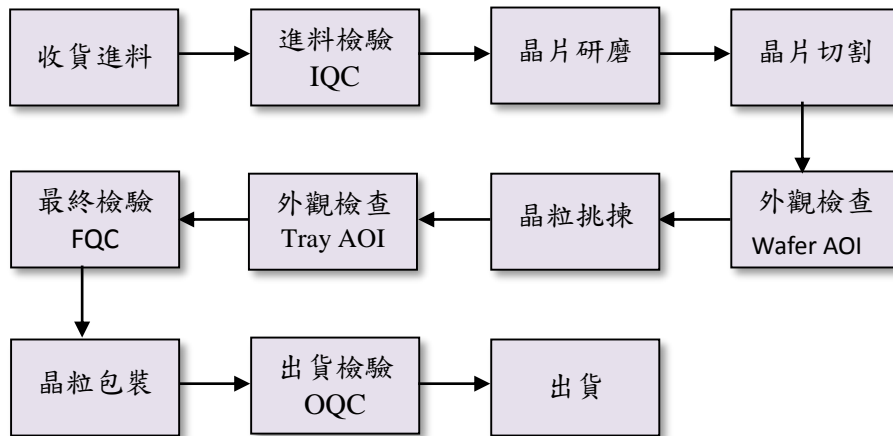 收貨進料
進料檢驗
IQC
晶片研磨
晶片切割
外觀檢查
Wafer AOI
晶粒挑揀
外觀檢查
Tray AOI
最終檢驗
FQC
晶粒包裝
出貨檢驗
OQC
出貨